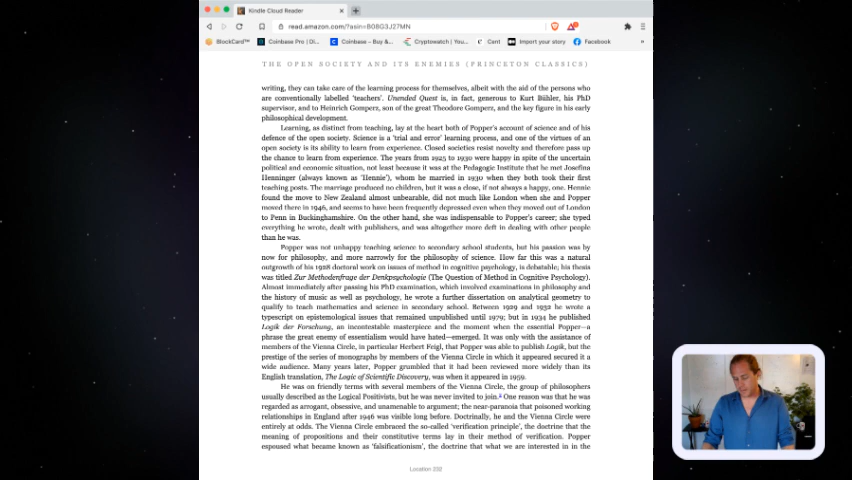 Kindle Cloud Reader
read.amazon.com/?asin=B08G3J27MN
BlockCard™
Coinbase Pro | Di...
Coinbase – Buy &...
Cryptowatch | You...
Cent
Import your story
Facebook
THE OPEN SOCIETY AND ITS ENEMIES (PRINCETON CLASSICS)
writing, they can take care of the learning process for themselves, albeit with the aid of the persons who
are conventionally labelled ‘teachers’. Unended Quest is, in fact, generous to Kurt Bühler, his PhD
supervisor, and to Heinrich Gomperz, son of the great Theodore Gomperz, and the key figure in his early
philosophical development.
Learning, as distinct from teaching, lay at the heart both of Popper’s account of science and of his
defence of the open society. Science is a ‘trial and error’ learning process, and one of the virtues of an
open society is its ability to learn from experience. Closed societies resist novelty and therefore pass up
the chance to learn from experience. The years from 1925 to 1930 were happy in spite of the uncertain
political and economic situation, not least because it was at the Pedagogic Institute that he met Josefina
Henninger (always known as ‘Hennie’), whom he married in 1930 when they both took their first
teaching posts. The marriage produced no children, but it was a close, if not always a happy, one. Hennie
found the move to New Zealand almost unbearable, did not much like London when she and Popper
moved there in 1946, and seems to have been frequently depressed even when they moved out of London
to Penn in Buckinghamshire. On the other hand, she was indispensable to Popper’s career; she typed
everything he wrote, dealt with publishers, and was altogether more deft in dealing with other people
than he was.
Popper was not unhappy teaching science to secondary school students, but his passion was by
now for philosophy, and more narrowly for the philosophy of science. How far this was a natural
outgrowth of his 1928 doctoral work on issues of method in cognitive psychology, is debatable; his thesis
was titled Zur Methodenfrage der Denkpsychologie (The Question of Method in Cognitive Psychology).
Almost immediately after passing his PhD examination, which involved examinations in philosophy and
the history of music as well as psychology, he wrote a further dissertation on analytical geometry to
qualify to teach mathematics and science in secondary school. Between 1929 and 1932 he wrote a
typescript on epistemological issues that remained unpublished until 1979; but in 1934 he published
Logik der Forschung, an incontestable masterpiece and the moment when the essential Popper—a
phrase the great enemy of essentialism would have hated—emerged. It was only with the assistance of
members of the Vienna Circle, in particular Herbert Feigl, that Popper was able to publish Logik, but the
prestige of the series of monographs by members of the Vienna Circle in which it appeared secured it a
wide audience. Many years later, Popper grumbled that it had been reviewed more widely than its
English translation, The Logic of Scientific Discovery, was when it appeared in 1959.
He was on friendly terms with several members of the Vienna Circle, the group of philosophers
usually described as the Logical Positivists, but he was never invited to join. One reason was that he was
regarded as arrogant, obsessive, and unamenable to argument; the near-paranoia that poisoned working
relationships in England after 1946 was visible long before. Doctrinally, he and the Vienna Circle were
entirely at odds. The Vienna Circle embraced the so-called ‘verification principle’, the doctrine that the
meaning of propositions and their constitutive terms lay in their method of verification. Popper
espoused what became known as ‘falsificationism’, the doctrine that what we are interested in in the
Location 232